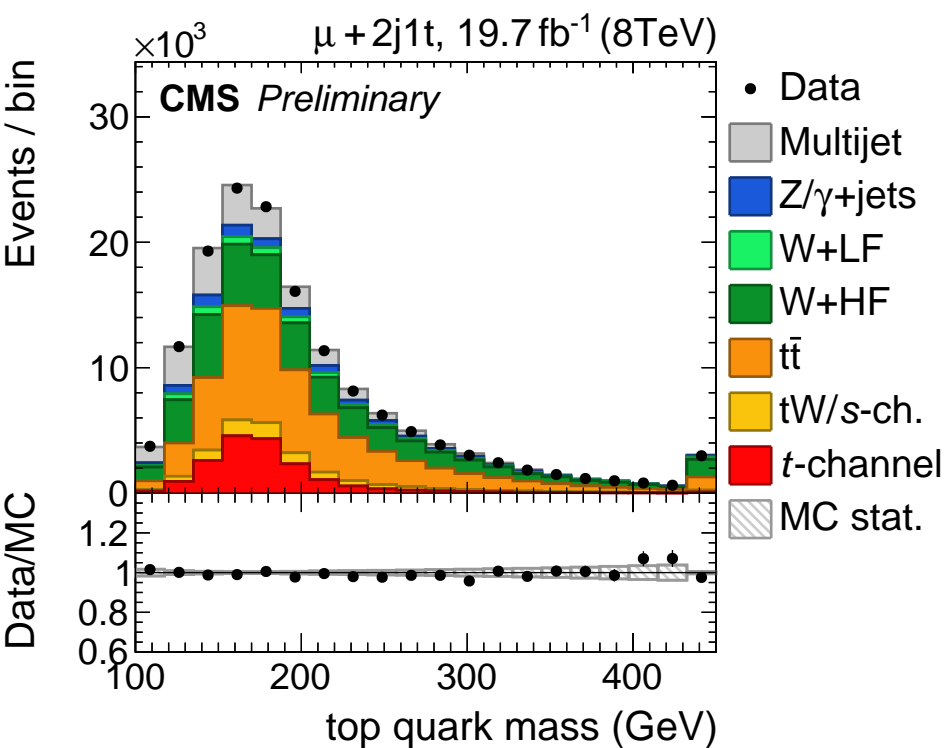 ×10³ μ + 2j1t, 19.7 fb⁻¹ (8TeV)
CMS Preliminary
Events / bin
30
20
10
0
Data
Multijet
Z/γ+jets
W+LF
W+HF
tt̄
tW/s-ch.
t-channel
MC stat.
Data/MC
1.2
1
0.8
0.6
100 200 300 400
top quark mass (GeV)